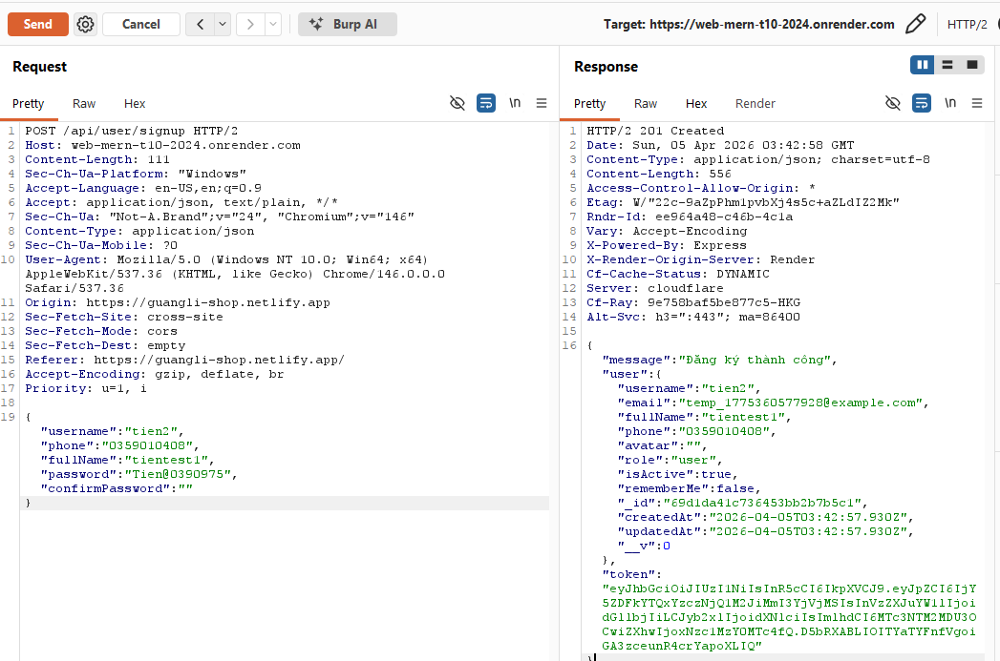 Send
Cancel
<
>
Burp AI
Target: https://web-mern-t10-2024.onrender.com
HTTP/2
Request
Pretty
Raw
Hex
\n
1 POST /api/user/signup HTTP/2
2 Host: web-mern-t10-2024.onrender.com
3 Content-Length: 111
4 Sec-Ch-Ua-Platform: "Windows"
5 Accept-Language: en-US,en;q=0.9
6 Accept: application/json, text/plain, */*
7 Sec-Ch-Ua: "Not-A.Brand";v="24", "Chromium";v="146"
8 Content-Type: application/json
9 Sec-Ch-Ua-Mobile: ?0
10 User-Agent: Mozilla/5.0 (Windows NT 10.0; Win64; x64)
AppleWebKit/537.36 (KHTML, like Gecko) Chrome/146.0.0.0
Safari/537.36
11 Origin: https://guangli-shop.netlify.app
12 Sec-Fetch-Site: cross-site
13 Sec-Fetch-Mode: cors
14 Sec-Fetch-Dest: empty
15 Referer: https://guangli-shop.netlify.app/
16 Accept-Encoding: gzip, deflate, br
17 Priority: u=1, i
18
19 {
"username":"tien2",
"phone":"0359010408",
"fullName":"tientest1",
"password":"Tien@0390975",
"confirmPassword":""
}
Response
Pretty
Raw
Hex
Render
\n
1 HTTP/2 201 Created
2 Date: Sun, 05 Apr 2026 03:42:58 GMT
3 Content-Type: application/json; charset=utf-8
4 Content-Length: 556
5 Access-Control-Allow-Origin: *
6 Etag: W/"22c-9aZpPhm1pvbXj4s5c+aZLdIZ2Mk"
7 Rndr-Id: ee964a48-c46b-4c1a
8 Vary: Accept-Encoding
9 X-Powered-By: Express
10 X-Render-Origin-Server: Render
11 Cf-Cache-Status: DYNAMIC
12 Server: cloudflare
13 Cf-Ray: 9e758baf5be877c5-HKG
14 Alt-Svc: h3=":443"; ma=86400
15
16 {
"message":"Đăng ký thành công",
"user":{
"username":"tien2",
"email":"temp_1775360577928@example.com",
"fullName":"tientest1",
"phone":"0359010408",
"avatar":"",
"role":"user",
"isActive":true,
"rememberMe":false,
"_id":"69d1da41c736453bb2b7b5c1",
"createdAt":"2026-04-05T03:42:57.930Z",
"updatedAt":"2026-04-05T03:42:57.930Z",
"__v":0
},
"token":
"eyJhbGciOiJIUzI1NiIsInR5cCI6IkpXVCJ9.eyJpZCI6IjY
5ZDFkYTQxYzczNjQ1M2JiMmI3YjVjMSIsInVzZXJuYW1lIjoi
dGllbjIiLCJyb2xlIjoidXNlciIsImlhdCI6MTc3NTM2MDU3O
CwiZXhwIjoxNzc1MzY0MTc4fQ.D5bRXABLIOITYaTYFnfVgoi
GA3zceunR4crYapoXLIQ"
}